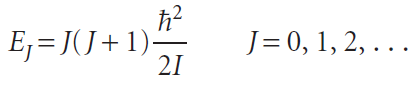 E_J = J(J + 1) ħ²/2I J = 0, 1, 2, . . .